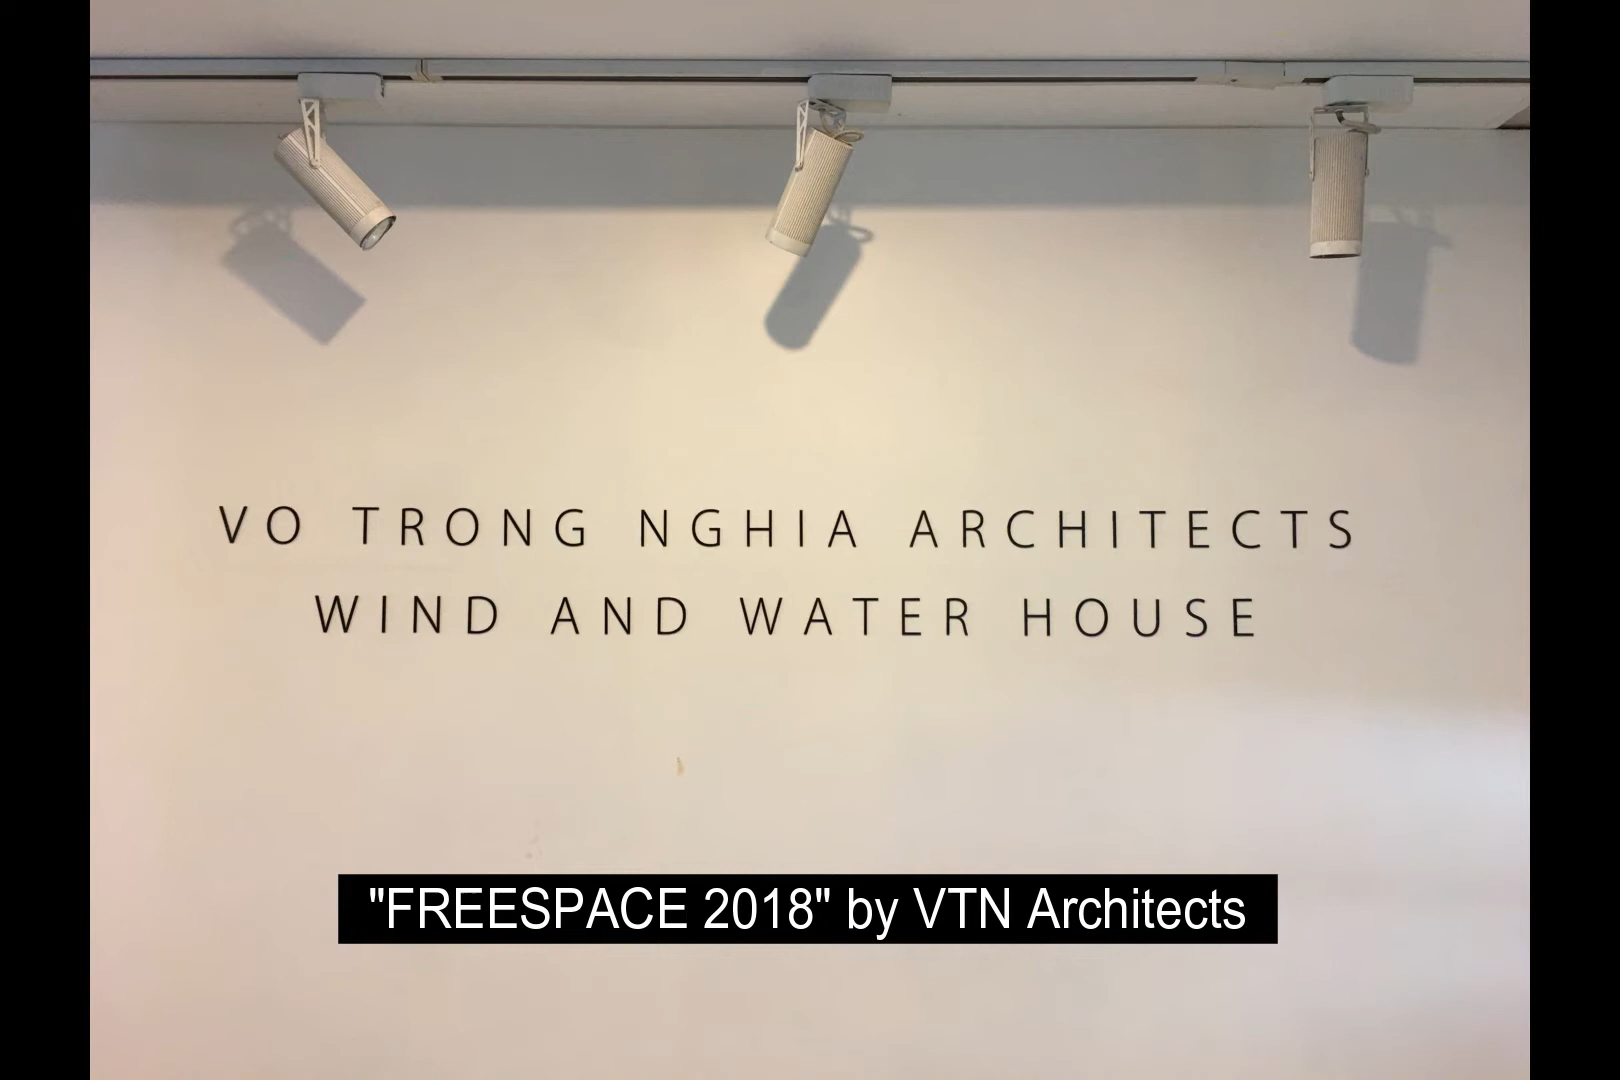 VO TRONG NGHIA ARCHITECTS
WIND AND WATER HOUSE
"FREESPACE 2018" by VTN Architects